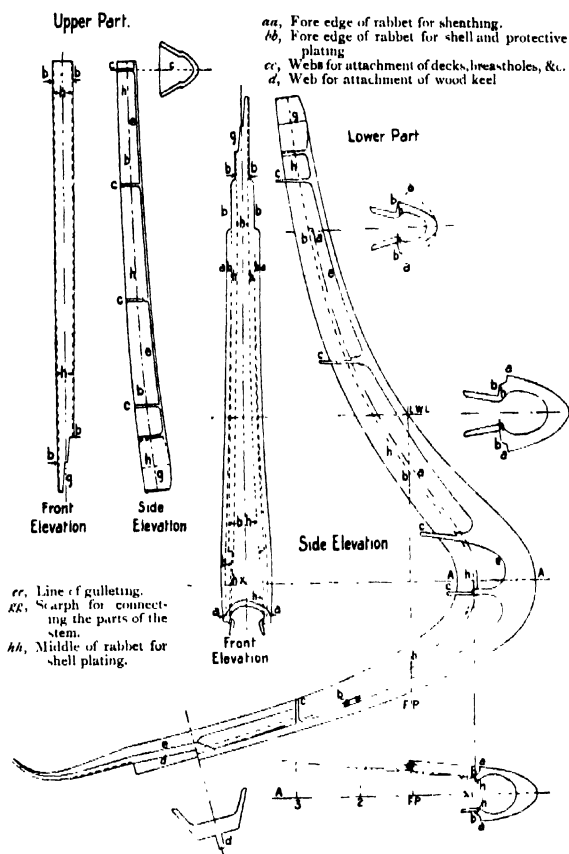 Upper Part.
aa, Fore edge of rabbet for sheathing.
bb, Fore edge of rabbet for shell and protective
plating
cc, Webs for attachment of decks, breastholes, &c.
d, Web for attachment of wood keel
Lower Part
L.W.L
Front
Elevation
Side
Elevation
Side Elevation
ee, Line of gulleting.
gg, Scarph for connect-
ing the parts of the
stem.
hh, Middle of rabbet for
shell plating.
Front
Elevation
A
A
F P
A
3
2
FP
a
b
c
d
e
g
h